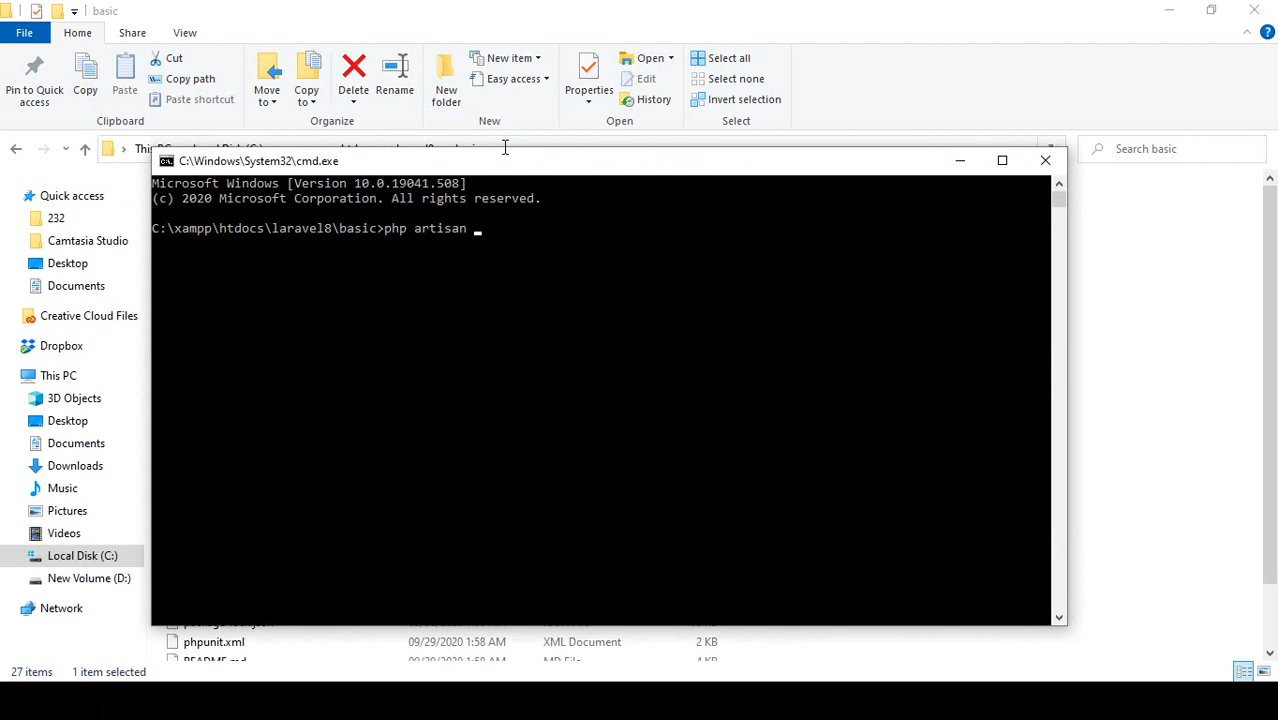 basic
File
Home
Share
View
Pin to Quick access
Copy
Paste
Cut
Copy path
Paste shortcut
Move to
Copy to
Delete
Rename
New folder
New item
Easy access
Properties
Open
Edit
History
Select all
Select none
Invert selection
Clipboard
Organize
New
Open
Select
Search basic
C:\Windows\System32\cmd.exe
Microsoft Windows [Version 10.0.19041.508]
(c) 2020 Microsoft Corporation. All rights reserved.
C:\xampp\htdocs\laravel8\basic>php artisan _
Quick access
232
Camtasia Studio
Desktop
Documents
Creative Cloud Files
Dropbox
This PC
3D Objects
Desktop
Documents
Downloads
Music
Pictures
Videos
Local Disk (C:)
New Volume (D:)
Network
phpunit.xml 09/29/2020 1:58 AM XML Document 2 KB
README.md 09/29/2020 1:58 AM MD File 4 KB
27 items 1 item selected